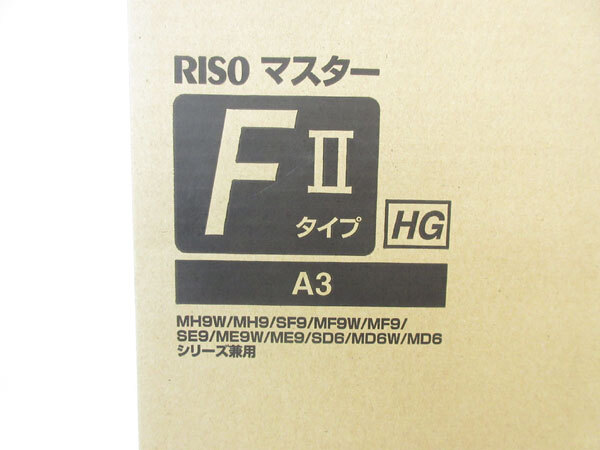 RISO マスター
F II
タイプ
HG
A3
MH9W/MH9/SF9/MF9W/MF9/
SE9/ME9W/ME9/SD6/MD6W/MD6
シリーズ兼用